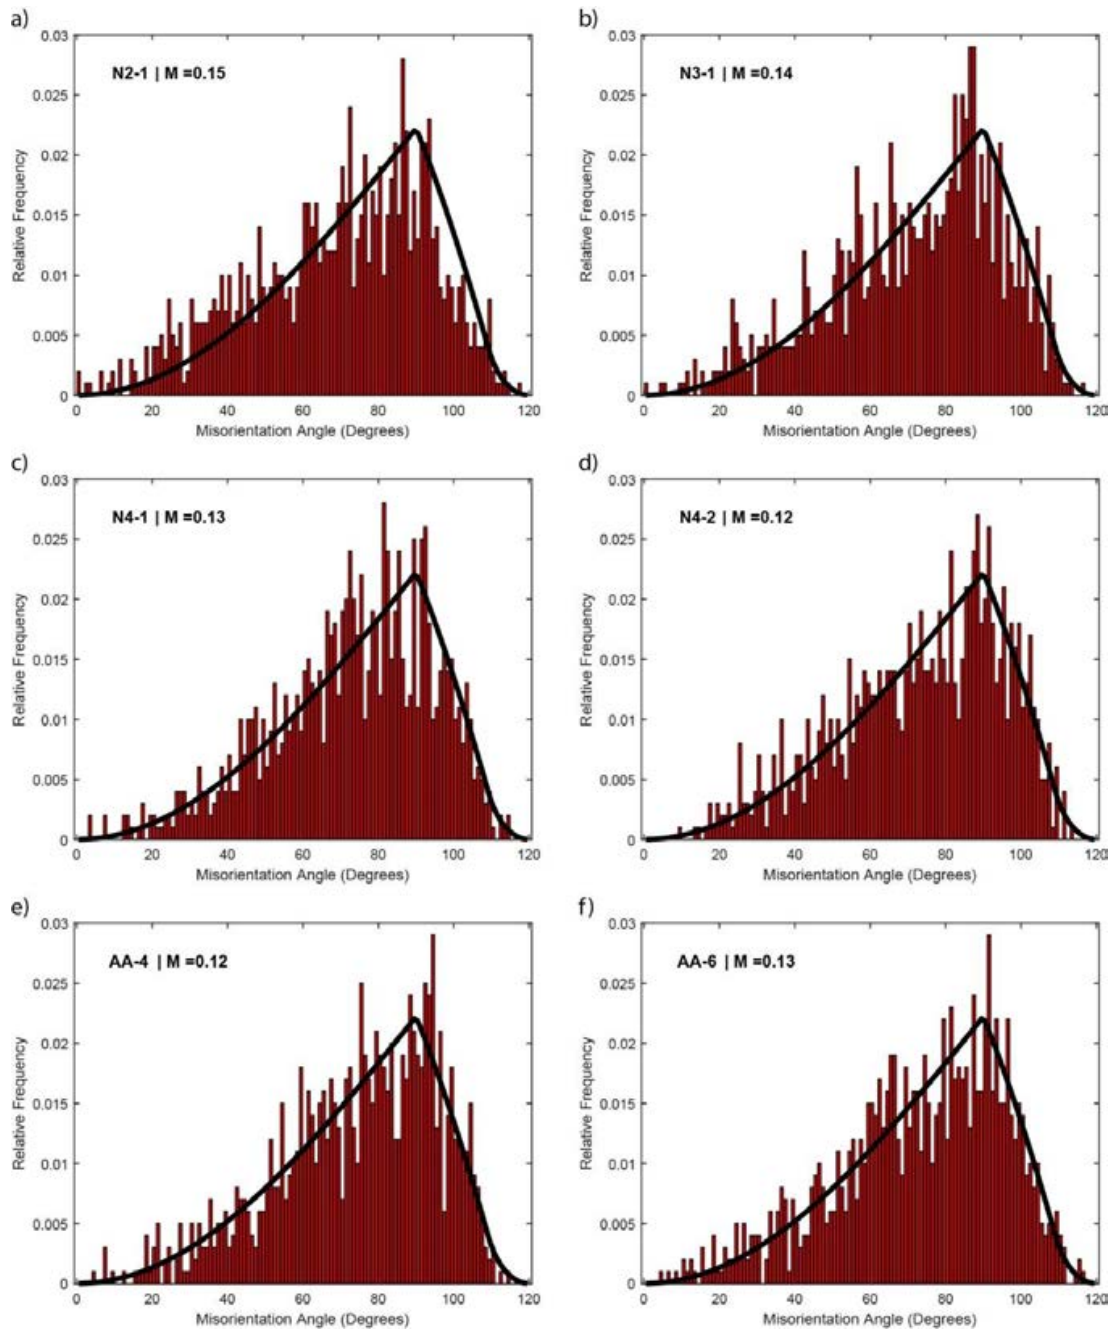 a)
N2-1 | M =0.15
Relative Frequency
0.03
0.025
0.02
0.015
0.01
0.005
0
0 20 40 60 80 100 120
Misorientation Angle (Degrees)
b)
N3-1 | M =0.14
Relative Frequency
0.03
0.025
0.02
0.015
0.01
0.005
0
0 20 40 60 80 100 120
Misorientation Angle (Degrees)
c)
N4-1 | M =0.13
Relative Frequency
0.03
0.025
0.02
0.015
0.01
0.005
0
0 20 40 60 80 100 120
Misorientation Angle (Degrees)
d)
N4-2 | M =0.12
Relative Frequency
0.03
0.025
0.02
0.015
0.01
0.005
0
0 20 40 60 80 100 120
Misorientation Angle (Degrees)
e)
AA-4 | M =0.12
Relative Frequency
0.03
0.025
0.02
0.015
0.01
0.005
0
0 20 40 60 80 100 120
Misorientation Angle (Degrees)
f)
AA-6 | M =0.13
Relative Frequency
0.03
0.025
0.02
0.015
0.01
0.005
0
0 20 40 60 80 100 120
Misorientation Angle (Degrees)